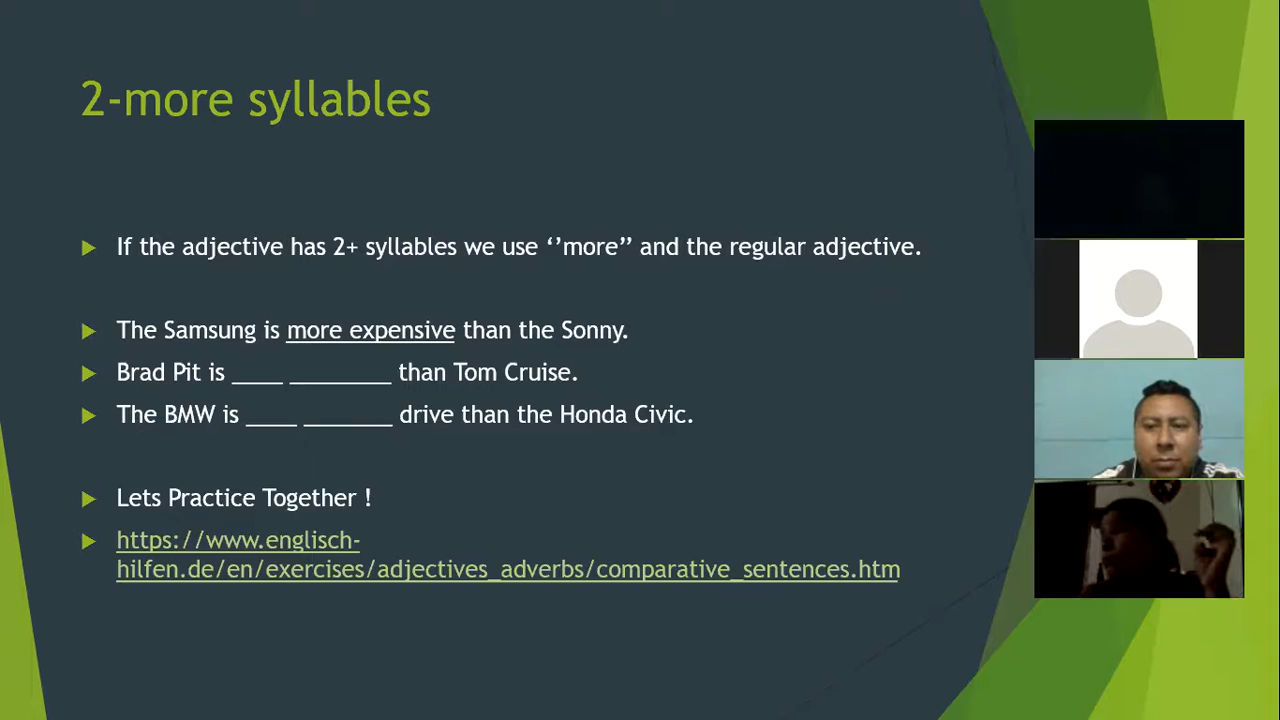 2-more syllables
If the adjective has 2+ syllables we use ‘’more’’ and the regular adjective.
The Samsung is more expensive than the Sonny.
Brad Pit is ____ ________ than Tom Cruise.
The BMW is ____ _______ drive than the Honda Civic.
Lets Practice Together !
https://www.englisch-
hilfen.de/en/exercises/adjectives_adverbs/comparative_sentences.htm